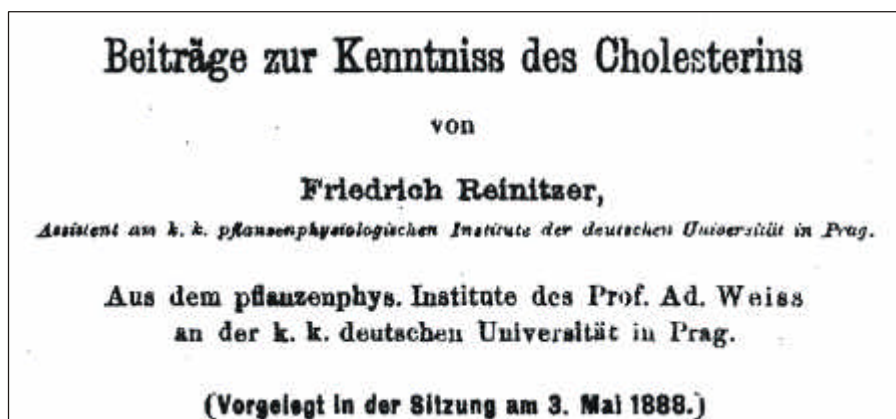 Beiträge zur Kenntniss des Cholesterins
von
Friedrich Reinitzer,
Assistent am k. k. pflanzenphysiologischen Institute der deutschen Universität in Prag.
Aus dem pflanzenphys. Institute des Prof. Ad. Weiss
an der k. k. deutschen Universität in Prag.
(Vorgelegt in der Sitzung am 3. Mai 1888.)